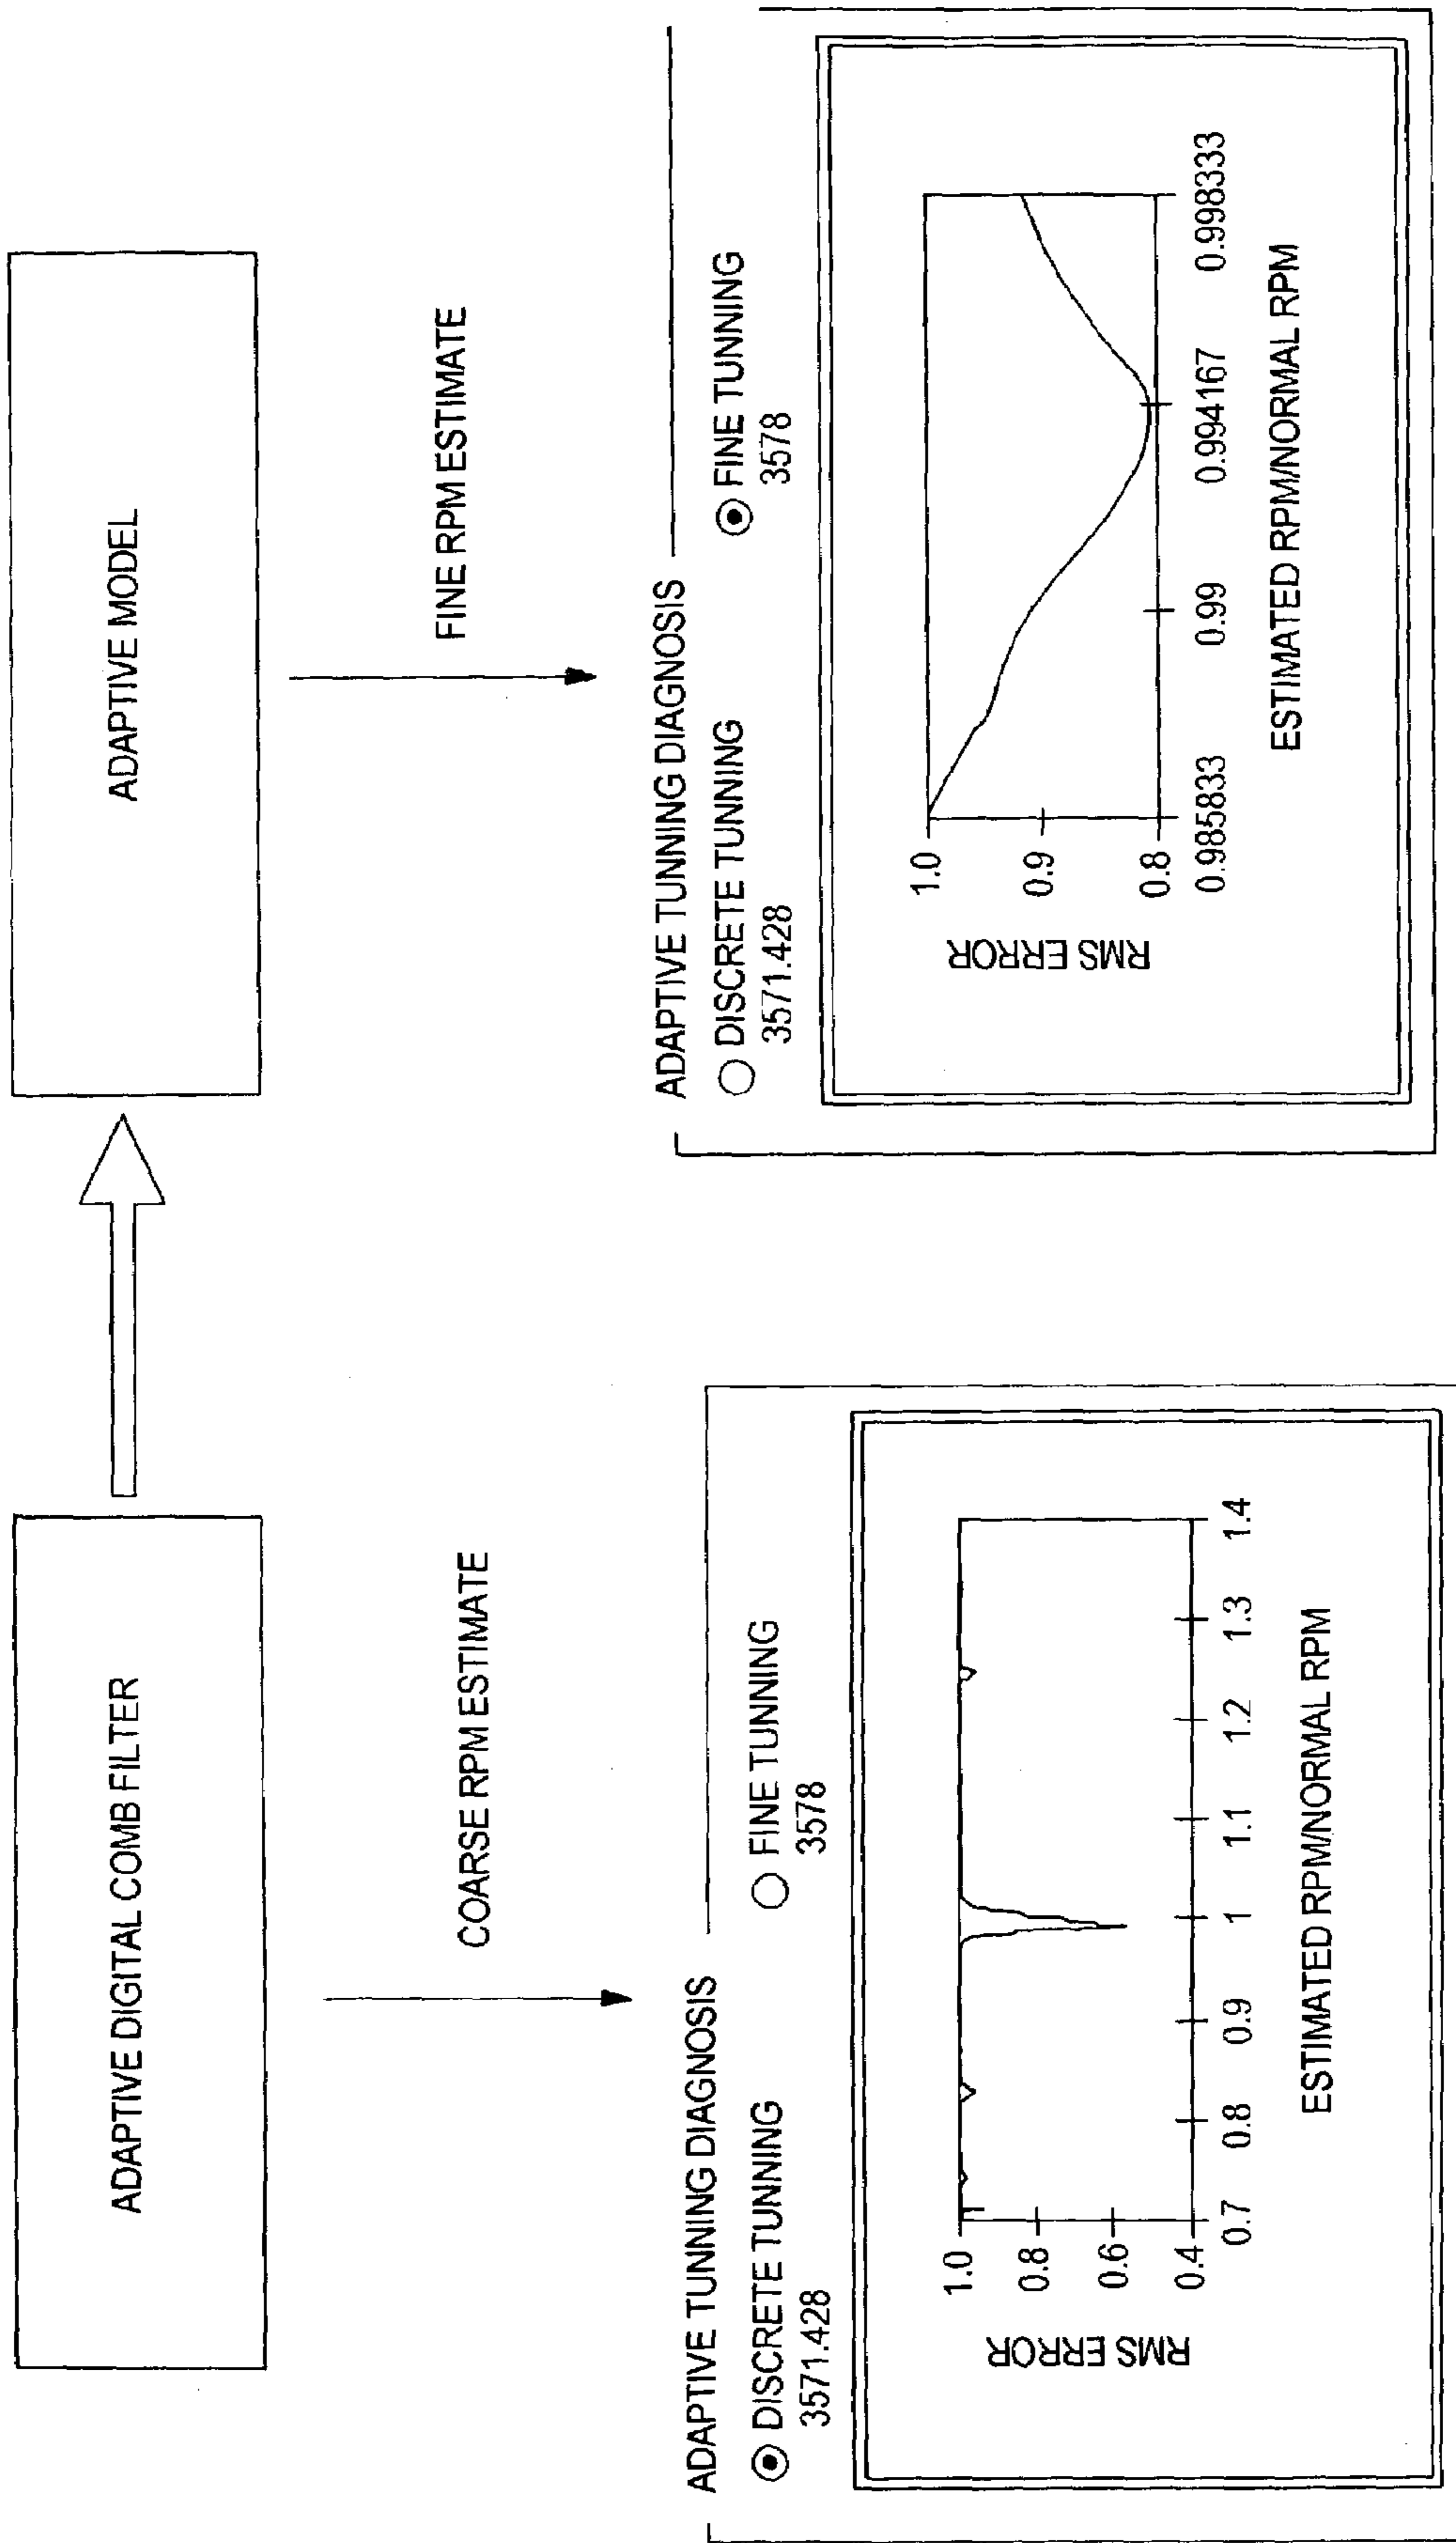 ADAPTIVE DIGITAL COMB FILTER
COARSE RPM ESTIMATE
ADAPTIVE TUNNING DIAGNOSIS
DISCRETE TUNNING
3571.428
FINE TUNNING
3578
RMS ERROR
1.0
0.8
0.6
0.4
0.7 0.8 0.9 1 1.1 1.2 1.3 1.4
ESTIMATED RPM/NORMAL RPM
ADAPTIVE MODEL
FINE RPM ESTIMATE
ADAPTIVE TUNNING DIAGNOSIS
DISCRETE TUNNING
3571.428
FINE TUNNING
3578
RMS ERROR
1.0
0.9
0.8
0.985833 0.99 0.994167 0.998333
ESTIMATED RPM/NORMAL RPM